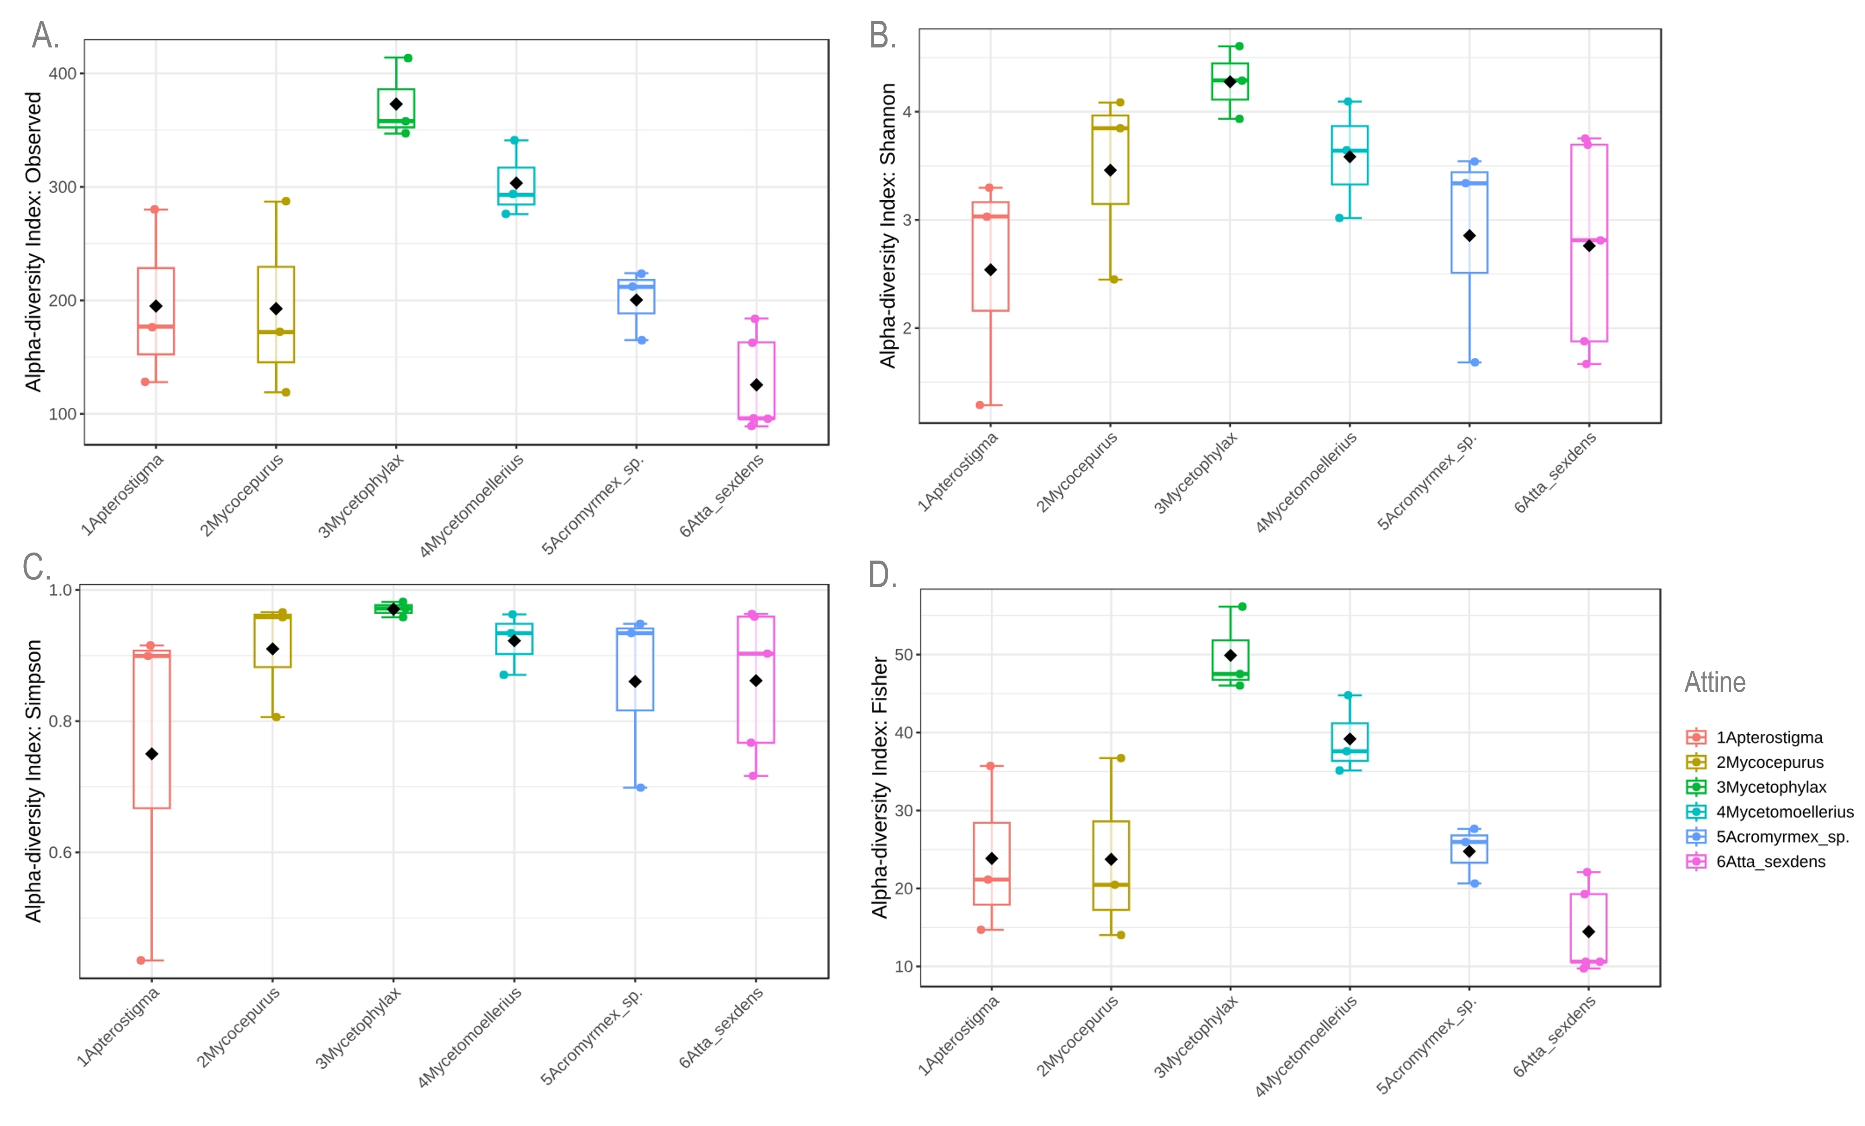 A.
Alpha-diversity Index: Observed
400
300
200
100
1Apterostigma
2Mycocepurus
3Mycetophylax
4Mycetomoellerius
5Acromyrmex_sp.
6Atta_sexdens
B.
Alpha-diversity Index: Shannon
4
3
2
1Apterostigma
2Mycocepurus
3Mycetophylax
4Mycetomoellerius
5Acromyrmex_sp.
6Atta_sexdens
C.
Alpha-diversity Index: Simpson
1.0
0.8
0.6
1Apterostigma
2Mycocepurus
3Mycetophylax
4Mycetomoellerius
5Acromyrmex_sp.
6Atta_sexdens
D.
Alpha-diversity Index: Fisher
50
40
30
20
10
1Apterostigma
2Mycocepurus
3Mycetophylax
4Mycetomoellerius
5Acromyrmex_sp.
6Atta_sexdens
Attine
1Apterostigma
2Mycocepurus
3Mycetophylax
4Mycetomoellerius
5Acromyrmex_sp.
6Atta_sexdens